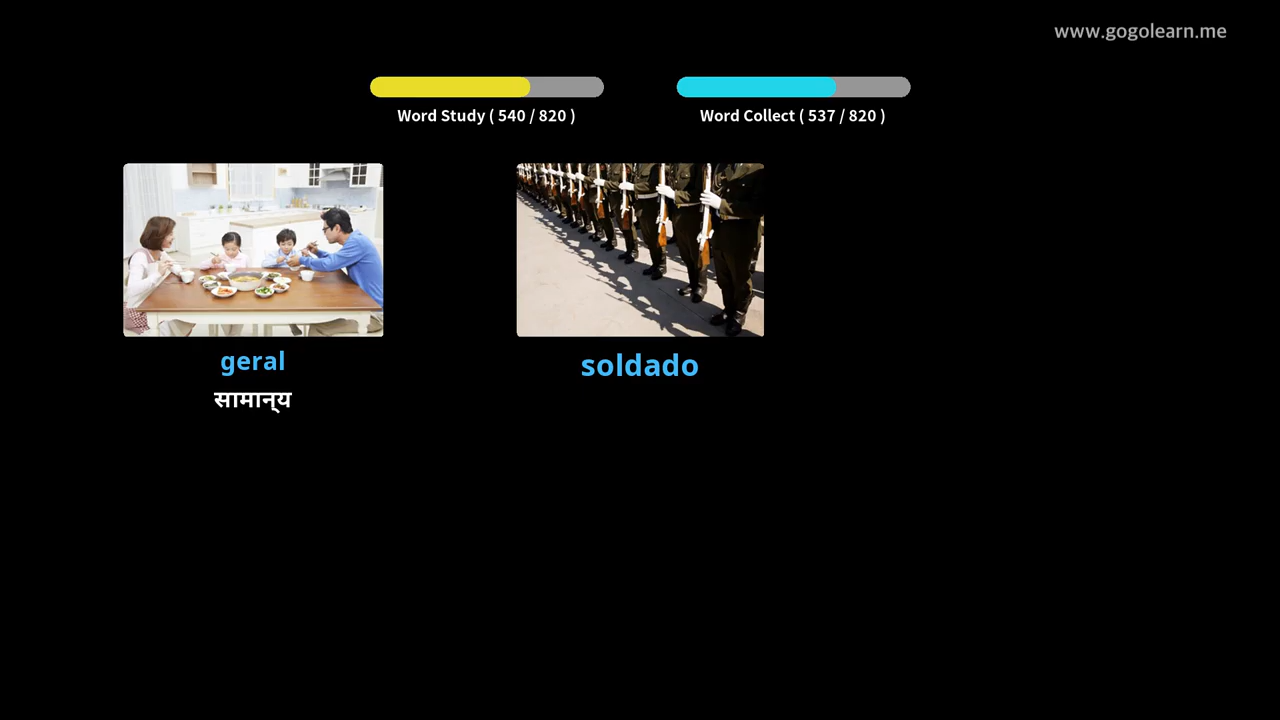 www.gogolearn.me
Word Study ( 540 / 820 )
Word Collect ( 537 / 820 )
geral
सामान्य
soldado